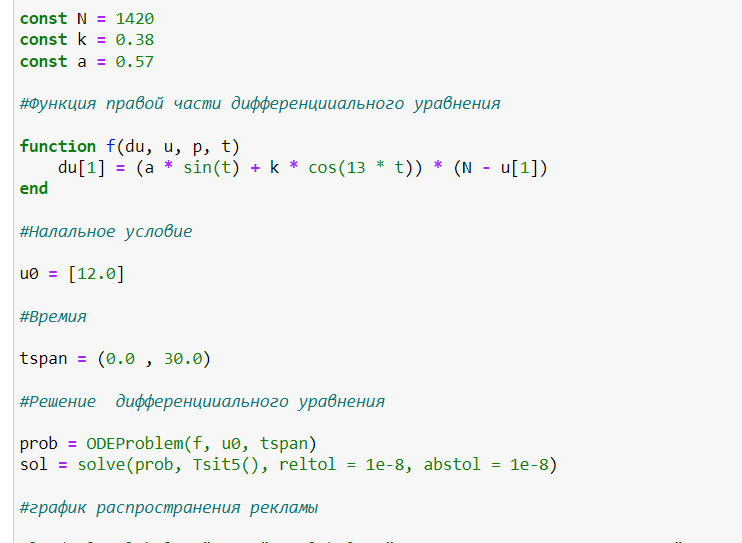 const N = 1420
const k = 0.38
const a = 0.57
#Функция правой части дифференцииального уравнения
function f(du, u, p, t)
du[1] = (a * sin(t) + k * cos(13 * t)) * (N - u[1])
end
#Налальное условие
u0 = [12.0]
#Времия
tspan = (0.0 , 30.0)
#Решение  дифференцииального уравнения
prob = ODEProblem(f, u0, tspan)
sol = solve(prob, Tsit5(), reltol = 1e-8, abstol = 1e-8)
#график распространения рекламы